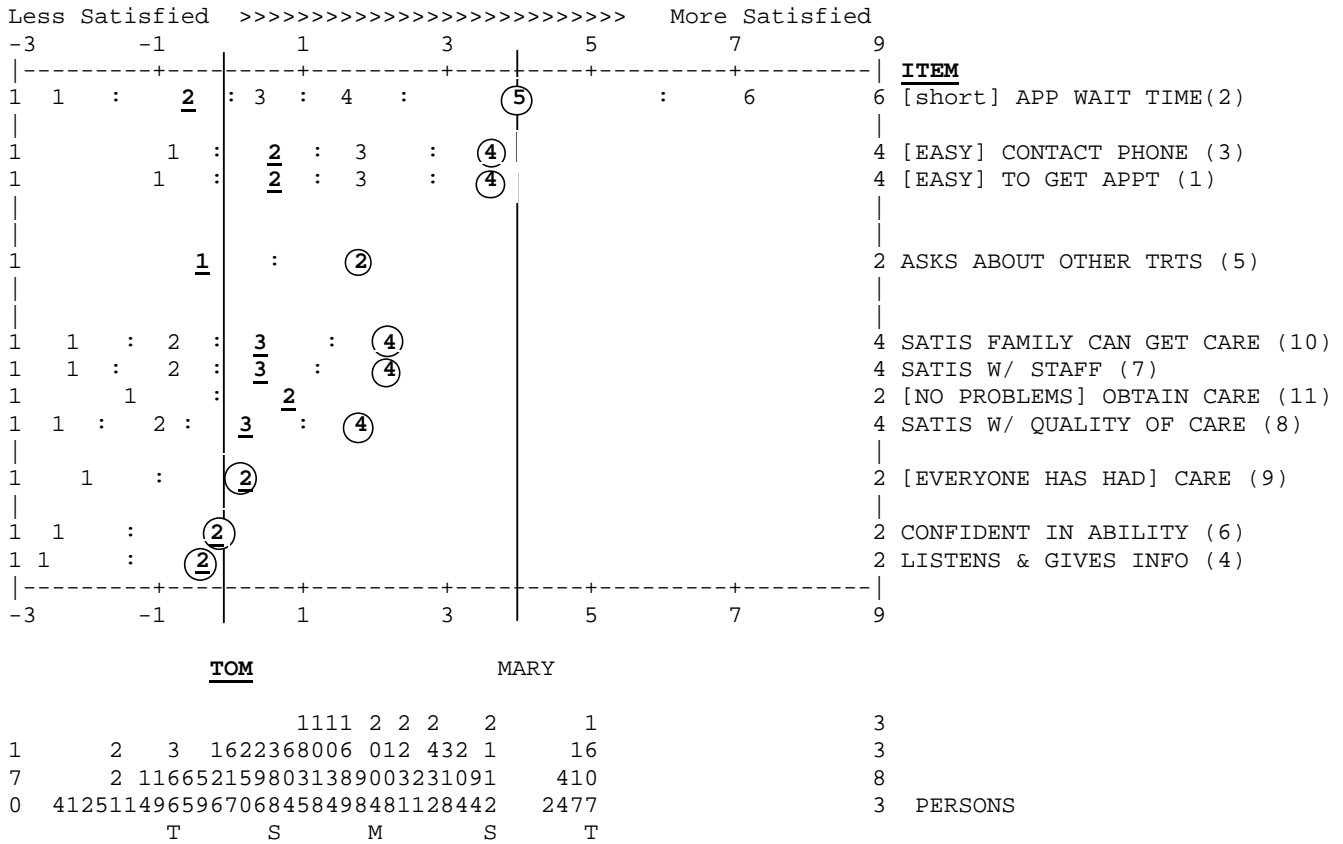 Less Satisfied >>>>>>>>>>>>>>>>>>>>>>>>>>> More Satisfied
-3 -1 1 3 5 7 9
|---------+---------+---------+---------+---------+---------| ITEM
1 1 : 2 : 3 : 4 : 5 : 6 6 [short] APP WAIT TIME(2)
| |
1 1 : 2 : 3 : 4 | 4 [EASY] CONTACT PHONE (3)
1 1 : 2 : 3 : 4 4 [EASY] TO GET APPT (1)
| |
| |
1 1 : 2 2 ASKS ABOUT OTHER TRTS (5)
| |
| |
1 1 : 2 : 3 : 4 4 SATIS FAMILY CAN GET CARE (10)
1 1 : 2 : 3 : 4 4 SATIS W/ STAFF (7)
1 1 : 2 2 [NO PROBLEMS] OBTAIN CARE (11)
1 1 : 2 : 3 : 4 4 SATIS W/ QUALITY OF CARE (8)
| |
1 1 : 2 2 [EVERYONE HAS HAD] CARE (9)
| |
1 1 : 2 2 CONFIDENT IN ABILITY (6)
1 1 : 2 2 LISTENS & GIVES INFO (4)
|---------+---------+---------+---------+---------+---------|
-3 -1 1 3 5 7 9
TOM MARY
1111 2 2 2 2 1 3
1 2 3 1622368006 012 432 1 16 3
7 2 1166521598031389003231091 410 8
0 4125114965967068458498481128442 2477 3 PERSONS
T S M S T